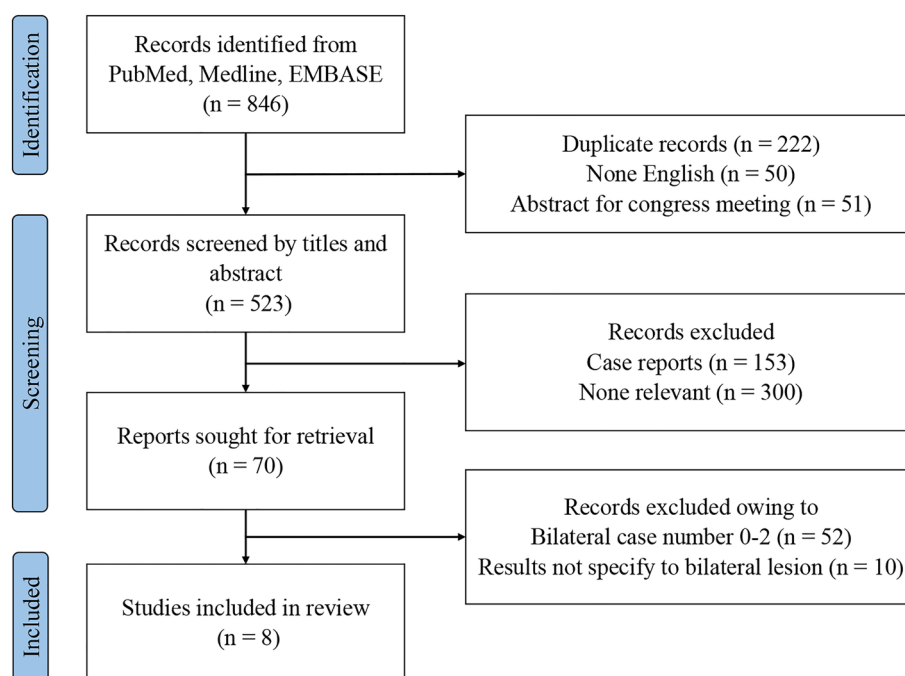 Identification
Records identified from
PubMed, Medline, EMBASE
(n = 846)
Duplicate records (n = 222)
None English (n = 50)
Abstract for congress meeting (n = 51)
Screening
Records screened by titles and
abstract
(n = 523)
Records excluded
Case reports (n = 153)
None relevant (n = 300)
Reports sought for retrieval
(n = 70)
Records excluded owing to
Bilateral case number 0-2 (n = 52)
Results not specify to bilateral lesion (n = 10)
Included
Studies included in review
(n = 8)